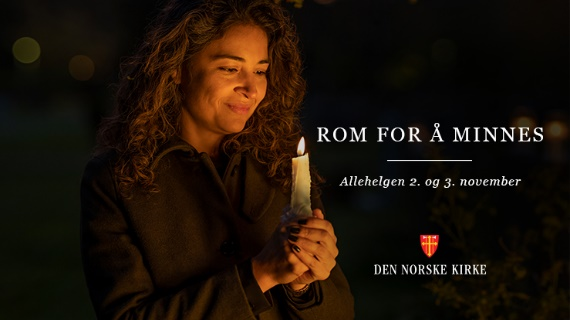 ROM FOR Å MINNES
Allehelgen 2. og 3. november
DEN NORSKE KIRKE